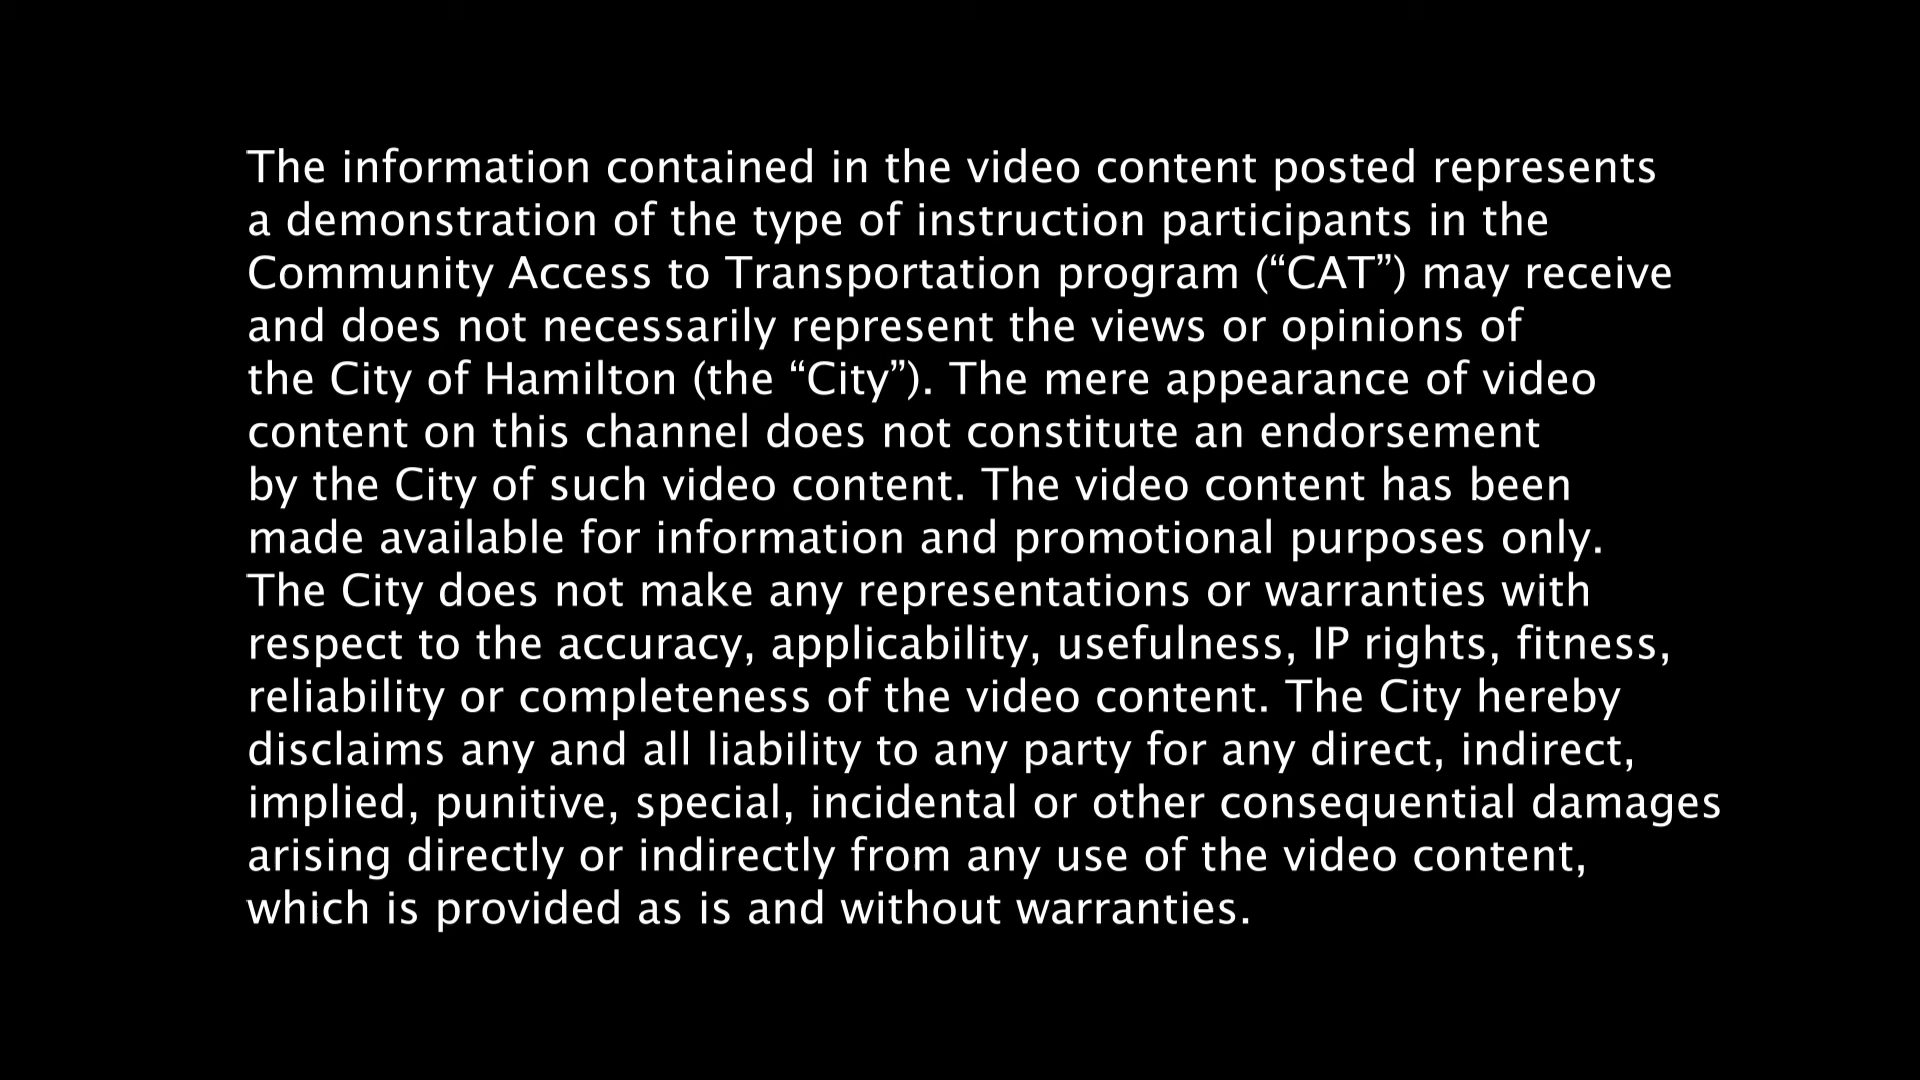 The information contained in the video content posted represents
a demonstration of the type of instruction participants in the
Community Access to Transportation program (“CAT”) may receive
and does not necessarily represent the views or opinions of
the City of Hamilton (the “City”). The mere appearance of video
content on this channel does not constitute an endorsement
by the City of such video content. The video content has been
made available for information and promotional purposes only.
The City does not make any representations or warranties with
respect to the accuracy, applicability, usefulness, IP rights, fitness,
reliability or completeness of the video content. The City hereby
disclaims any and all liability to any party for any direct, indirect,
implied, punitive, special, incidental or other consequential damages
arising directly or indirectly from any use of the video content,
which is provided as is and without warranties.